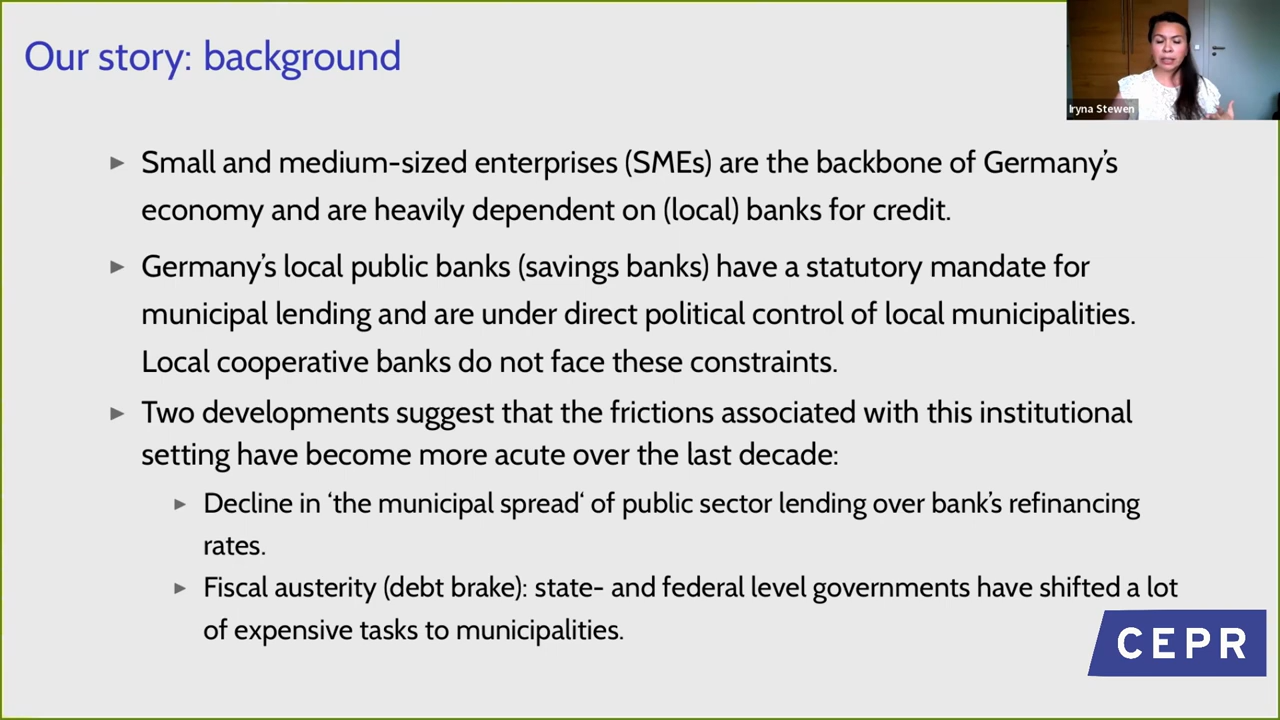 Our story: background
Iryna Stewen
▶ Small and medium-sized enterprises (SMEs) are the backbone of Germany’s
economy and are heavily dependent on (local) banks for credit.
▶ Germany’s local public banks (savings banks) have a statutory mandate for
municipal lending and are under direct political control of local municipalities.
Local cooperative banks do not face these constraints.
▶ Two developments suggest that the frictions associated with this institutional
setting have become more acute over the last decade:
▶ Decline in ‘the municipal spread‘ of public sector lending over bank’s refinancing
rates.
▶ Fiscal austerity (debt brake): state- and federal level governments have shifted a lot
of expensive tasks to municipalities.
CEPR